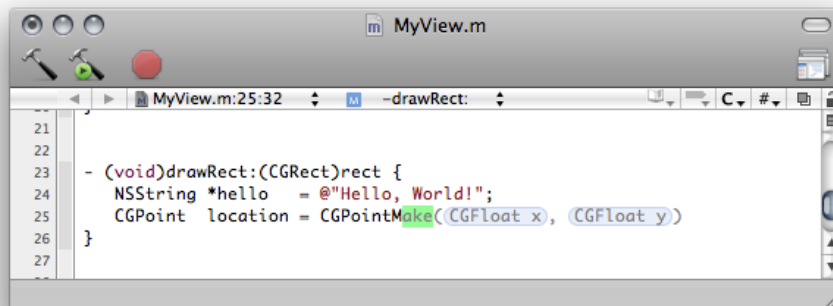 MyView.m
MyView.m:25:32 M -drawRect: C #
21
22
23 - (void)drawRect:(CGRect)rect {
24 NSString *hello = @"Hello, World!";
25 CGPoint location = CGPointMake(CGFloat x, CGFloat y)
26 }
27